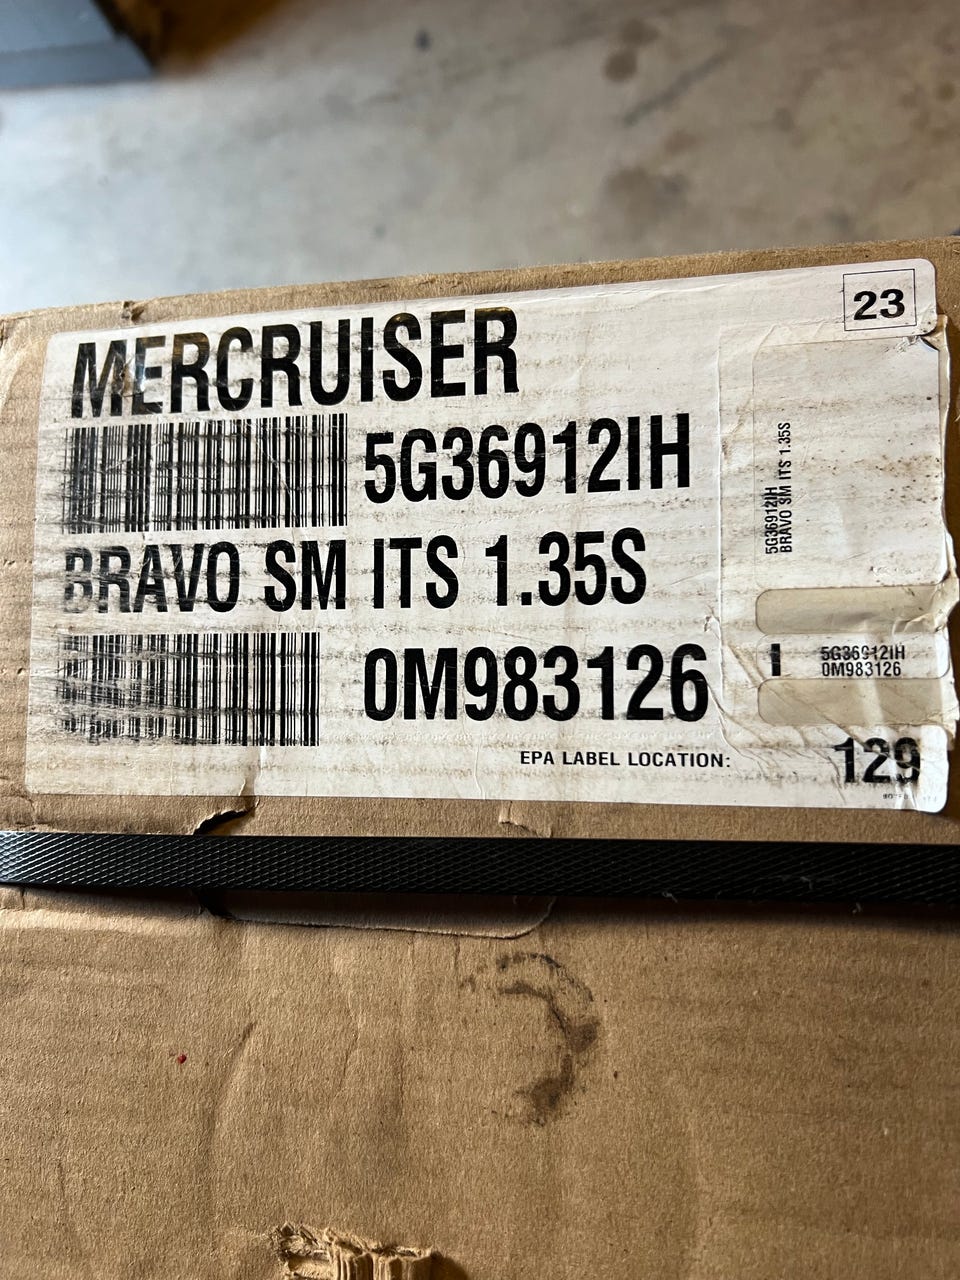 23
MERCRUISER
5G36912IH
BRAVO SM ITS 1.35S
0M983126
EPA LABEL LOCATION:
129
5G36912IH
BRAVO SM ITS 1.35S
I
5G36912IH
0M983126